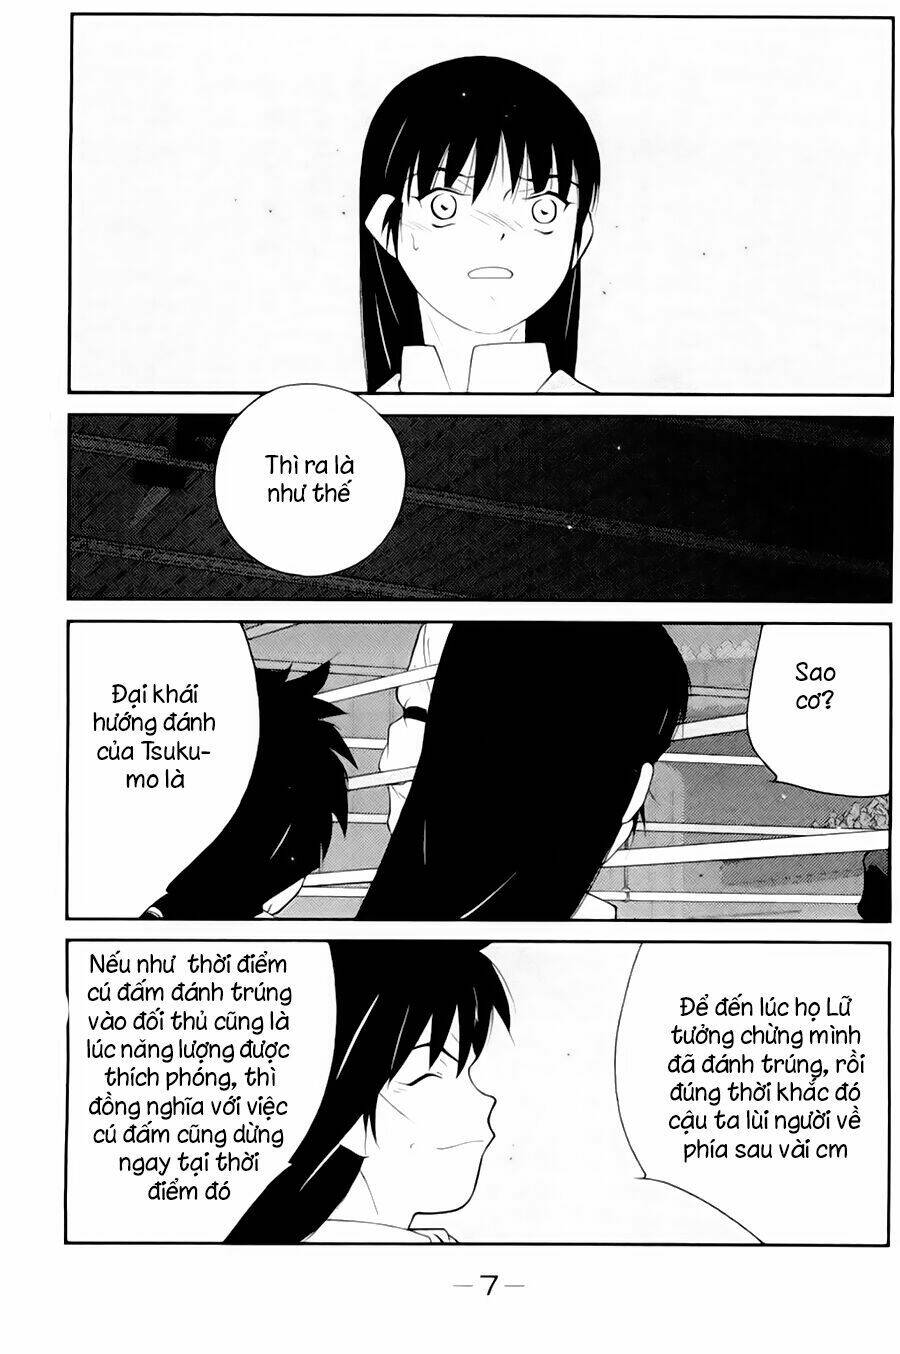 Thì ra là
như thế
Sao
cơ?
Đại khái
hướng đánh
của Tsuku-
mo là
Để đến lúc họ Lữ
tưởng chừng mình
đã đánh trúng, rồi
đúng thời khắc đó
cậu ta lùi người về
phía sau vài cm
Nếu như thời điểm
cú đấm đánh trúng
vào đối thủ cũng là
lúc năng lượng được
thích phóng, thì
đồng nghĩa với việc
cú đấm cũng dừng
ngay tại thời
điểm đó
- 7 -